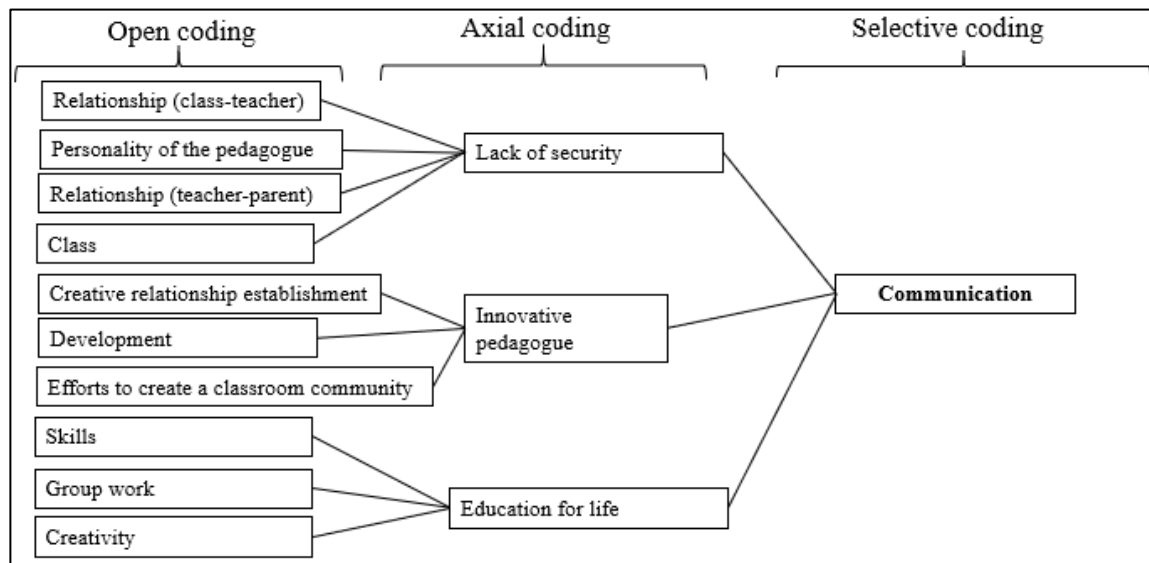 Open coding
Axial coding
Selective coding
Relationship (class-teacher)
Personality of the pedagogue
Relationship (teacher-parent)
Class
Creative relationship establishment
Development
Efforts to create a classroom community
Skills
Group work
Creativity
Lack of security
Innovative
pedagogue
Education for life
Communication